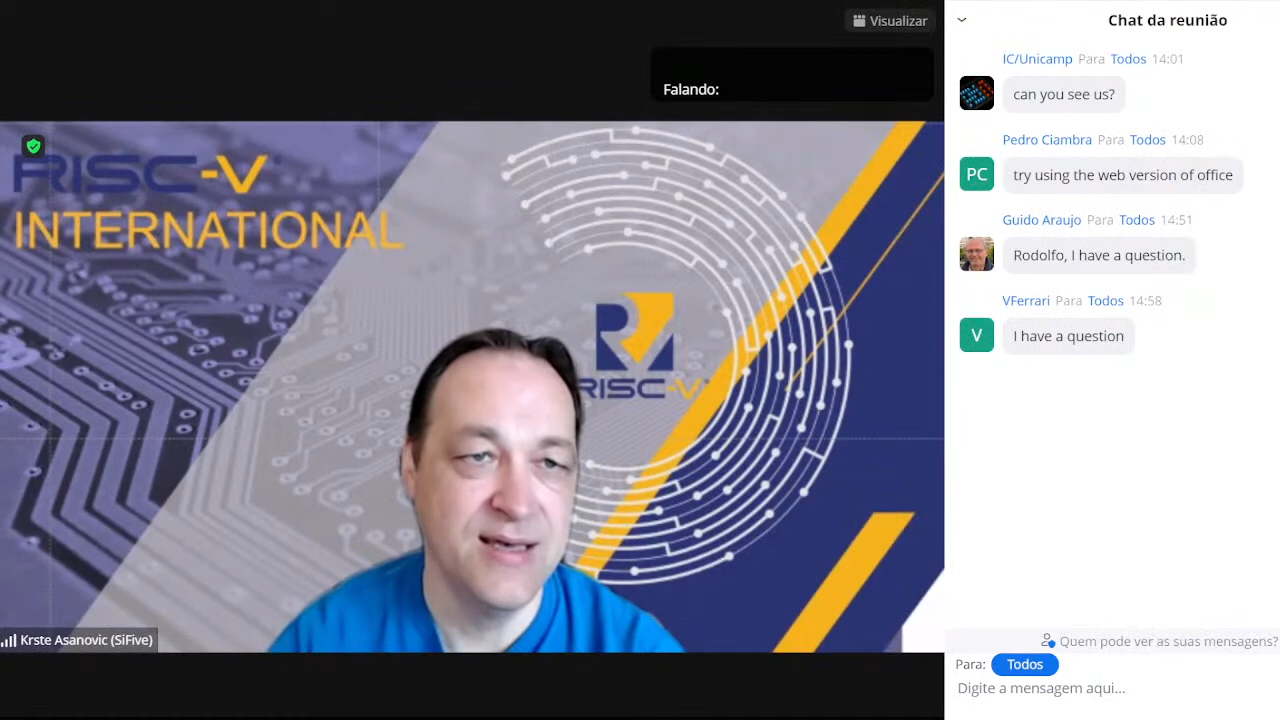 Visualizar
Falando:
RISC-V
INTERNATIONAL
RISC-V
Krste Asanovic (SiFive)
Chat da reunião
IC/Unicamp Para Todos 14:01
can you see us?
Pedro Ciambra Para Todos 14:08
PC
try using the web version of office
Guido Araujo Para Todos 14:51
Rodolfo, I have a question.
VFerrari Para Todos 14:58
V
I have a question
Quem pode ver as suas mensagens?
Para: Todos
Digite a mensagem aqui...